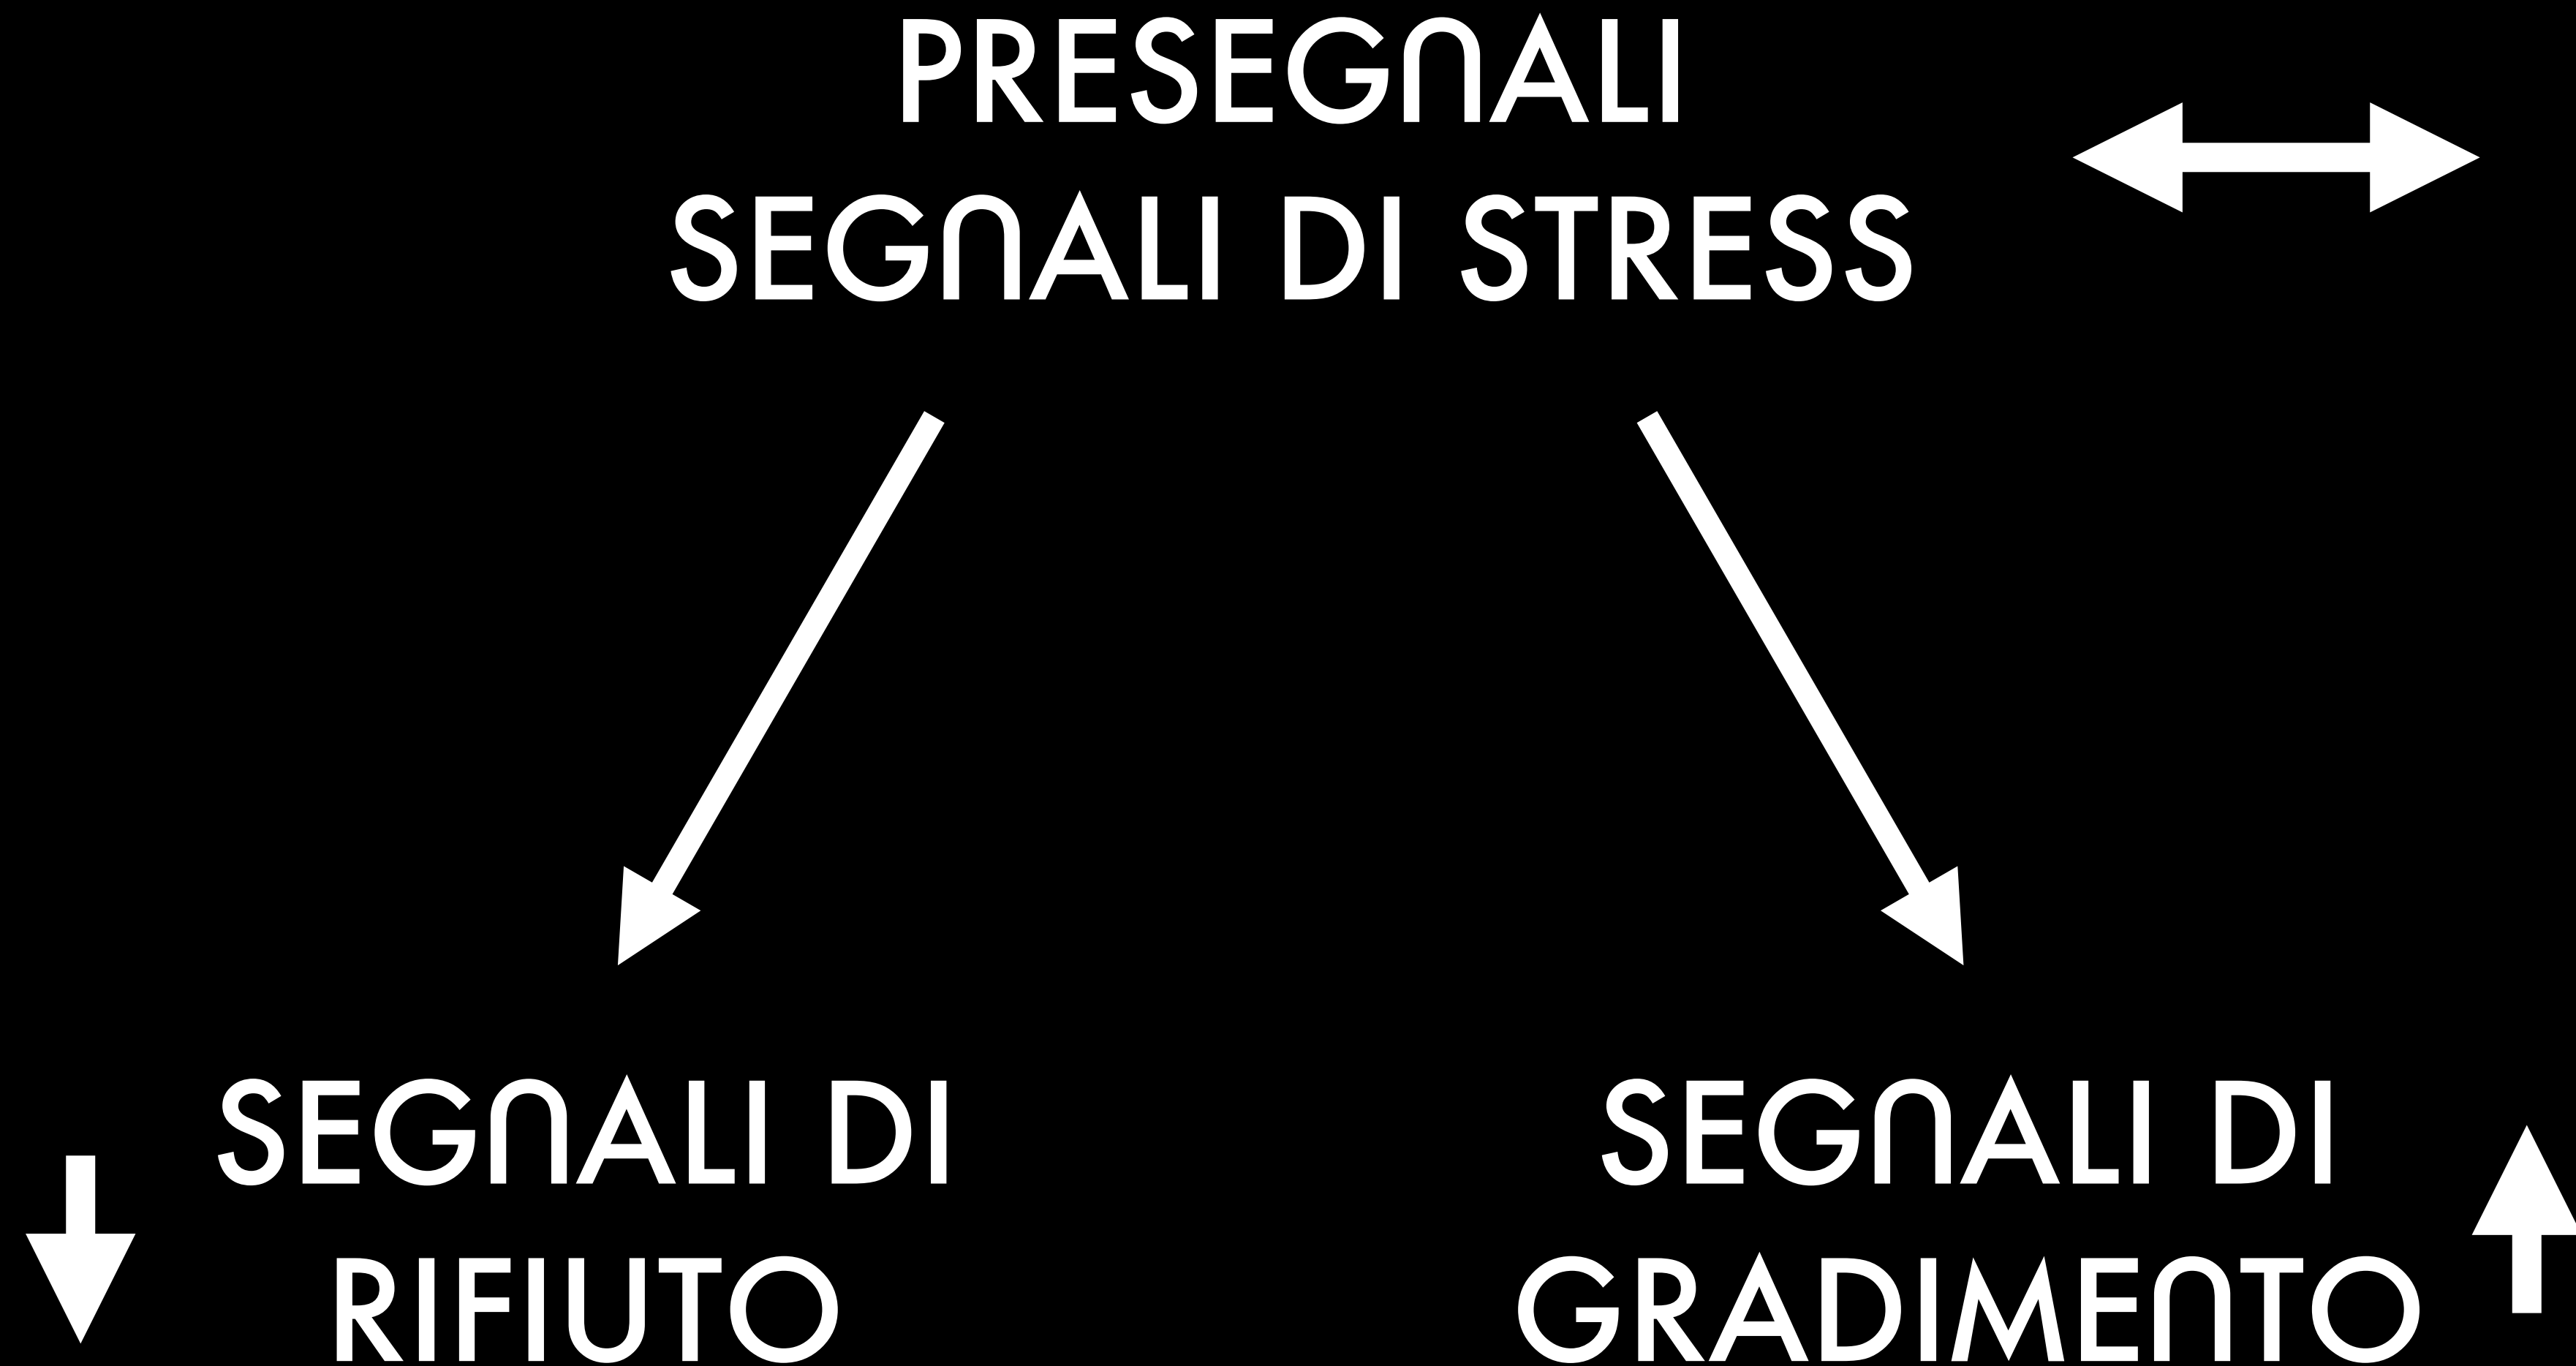 PRESEGNALI
SEGNALI DI STRESS
SEGNALI DI
RIFIUTO
SEGNALI DI
GRADIMENTO